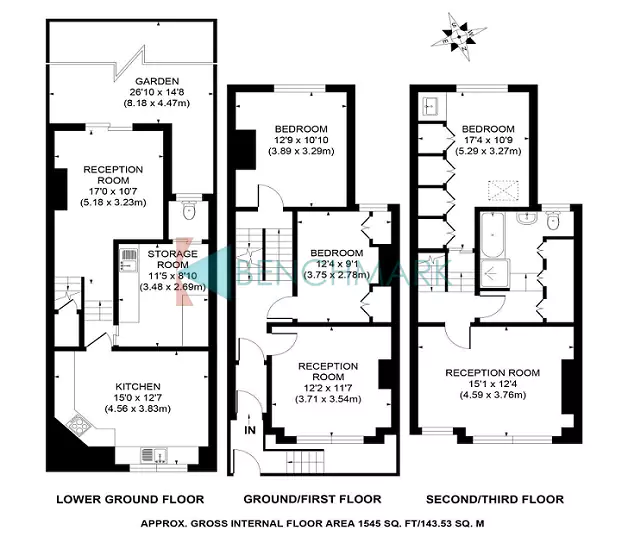 GARDEN
26'10 x 14'8
(8.18 x 4.47m)
RECEPTION
ROOM
17'0 x 10'7
(5.18 x 3.23m)
STORAGE
ROOM
11'5 x 8'10
(3.48 x 2.69m)
KITCHEN
15'0 x 12'7
(4.56 x 3.83m)
LOWER GROUND FLOOR
BEDROOM
12'9 x 10'10
(3.89 x 3.29m)
BEDROOM
12'4 x 9'1
(3.75 x 2.78m)
BENCHMARK
RECEPTION
ROOM
12'2 x 11'7
(3.71 x 3.54m)
IN
GROUND/FIRST FLOOR
BEDROOM
17'4 x 10'9
(5.29 x 3.27m)
RECEPTION ROOM
15'1 x 12'4
(4.59 x 3.76m)
SECOND/THIRD FLOOR
APPROX. GROSS INTERNAL FLOOR AREA 1545 SQ. FT/143.53 SQ. M